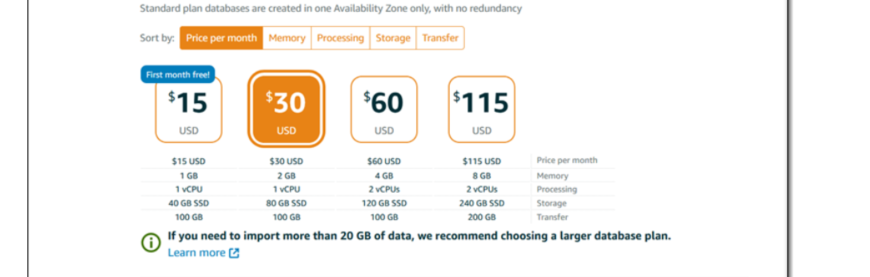 Standard plan databases are created in one Availability Zone only, with no redundancy
Sort by: Price per month Memory Processing Storage Transfer
First month free!
$15 $30 $60 $115
USD USD USD USD
$15 USD $30 USD $60 USD $115 USD Price per month
1 GB 2 GB 4 GB 8 GB Memory
1 vCPU 1 vCPU 2 vCPUs 2 vCPUs Processing
40 GB SSD 80 GB SSD 120 GB SSD 240 GB SSD Storage
100 GB 100 GB 100 GB 200 GB Transfer
If you need to import more than 20 GB of data, we recommend choosing a larger database plan.
Learn more